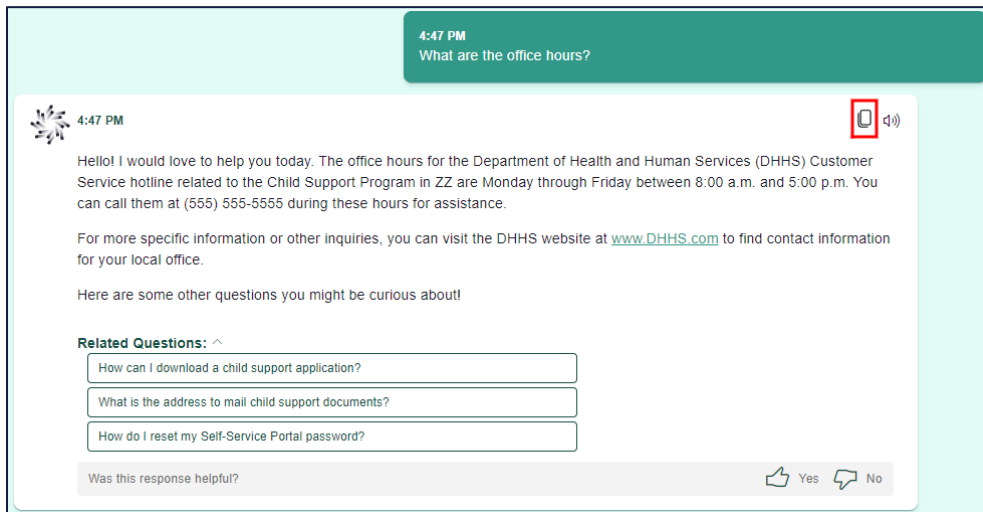 4:47 PM
What are the office hours?
4:47 PM
Hello! I would love to help you today. The office hours for the Department of Health and Human Services (DHHS) Customer
Service hotline related to the Child Support Program in ZZ are Monday through Friday between 8:00 a.m. and 5:00 p.m. You
can call them at (555) 555-5555 during these hours for assistance.
For more specific information or other inquiries, you can visit the DHHS website at www.DHHS.com to find contact information
for your local office.
Here are some other questions you might be curious about!
Related Questions:
How can I download a child support application?
What is the address to mail child support documents?
How do I reset my Self-Service Portal password?
Was this response helpful? Yes No